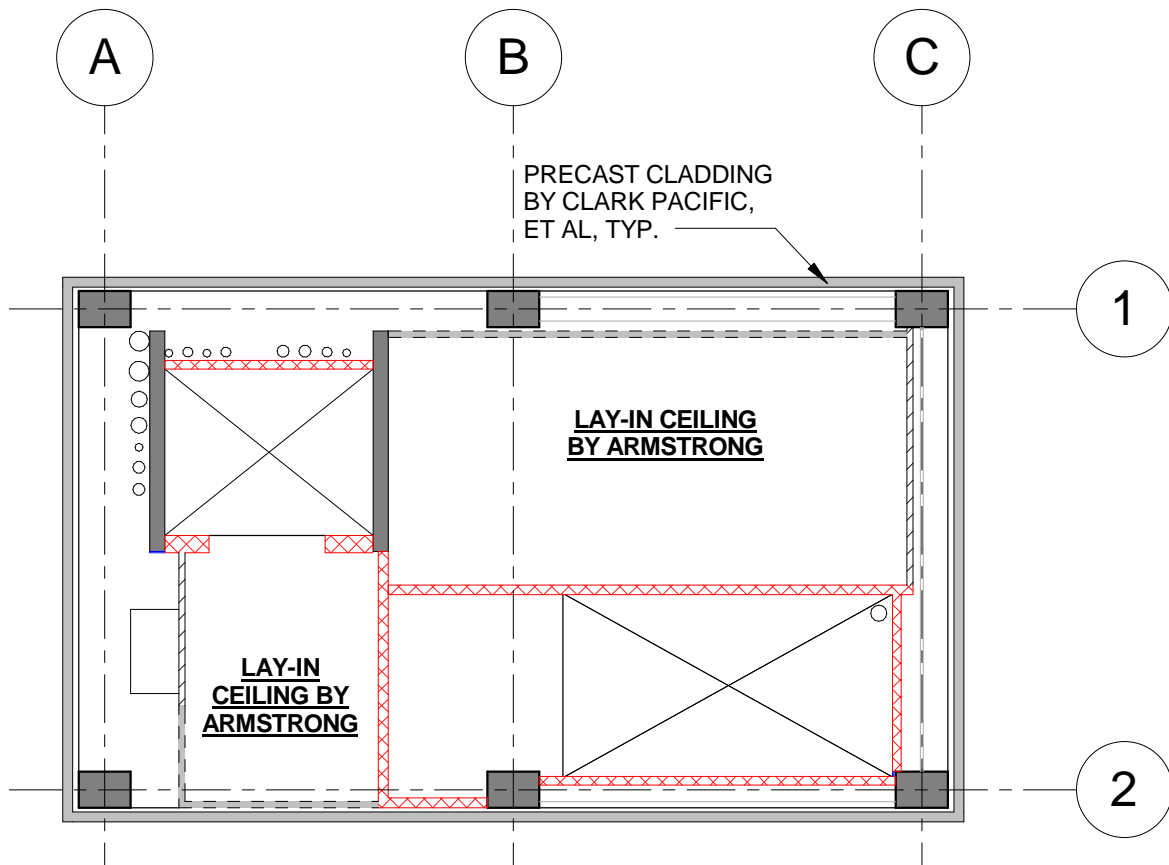 A
B
C
PRECAST CLADDING
BY CLARK PACIFIC,
ET AL, TYP.
1
LAY-IN CEILING
BY ARMSTRONG
LAY-IN
CEILING BY
ARMSTRONG
2